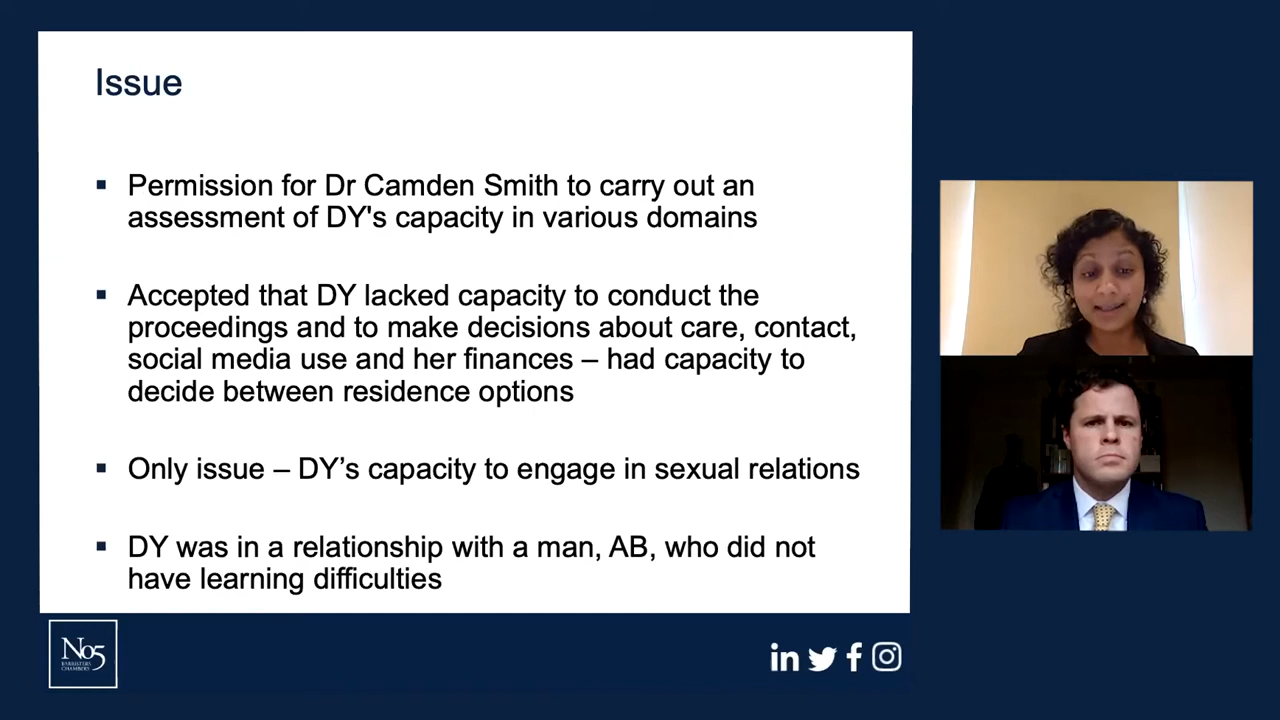 Issue
▪ Permission for Dr Camden Smith to carry out an
assessment of DY's capacity in various domains
▪ Accepted that DY lacked capacity to conduct the
proceedings and to make decisions about care, contact,
social media use and her finances – had capacity to
decide between residence options
▪ Only issue – DY’s capacity to engage in sexual relations
▪ DY was in a relationship with a man, AB, who did not
have learning difficulties
No5
BARRISTERS
CHAMBERS
in